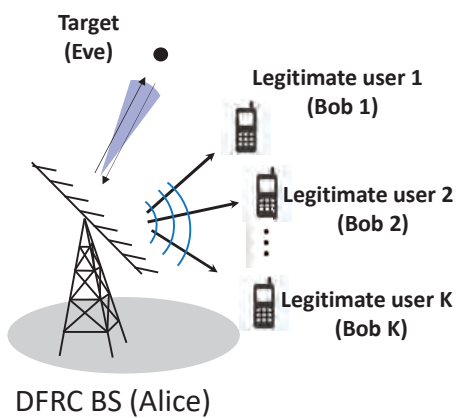 Target
(Eve)
Legitimate user 1
(Bob 1)
Legitimate user 2
(Bob 2)
Legitimate user K
(Bob K)
DFRC BS (Alice)